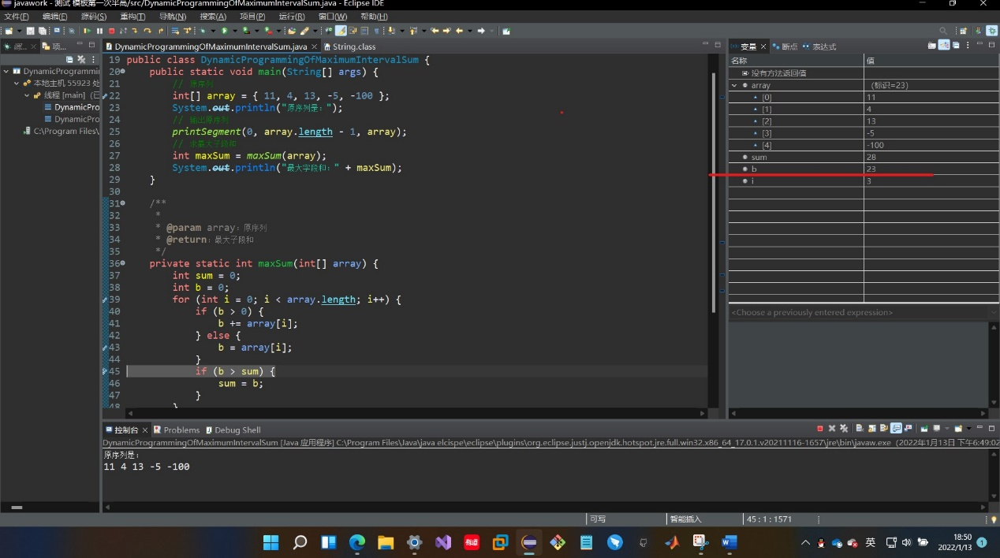 javawork - 测试 模板第一次半高/src/DynamicProgrammingOfMaximumIntervalSum.java - Eclipse IDE
文件(F) 编辑(E) 源码(S) 重构(T) 导航(N) 搜索(A) 项目(P) 运行(R) 窗口(W) 帮助(H)
项...
DynamicProgrammi
本地主机 55923 处
线程 [main] （已
DynamicPro
DynamicPro
C:\Program Files\
DynamicProgrammingOfMaximumIntervalSum.java
String.class
19 public class DynamicProgrammingOfMaximumIntervalSum {
20 public static void main(String[] args) {
21 // 原序列
22 int[] array = { 11, 4, 13, -5, -100 };
23 System.out.println("原序列是：");
24 // 输出原序列
25 printSegment(0, array.length - 1, array);
26 // 求最大子段和
27 int maxSum = maxSum(array);
28 System.out.println("最大字段和：" + maxSum);
29 }
30
31 /**
32 *
33 * @param array：原序列
34 * @return：最大子段和
35 */
36 private static int maxSum(int[] array) {
37 int sum = 0;
38 int b = 0;
39 for (int i = 0; i < array.length; i++) {
40 if (b > 0) {
41 b += array[i];
42 } else {
43 b = array[i];
44 }
45 if (b > sum) {
46 sum = b;
47 }
48 }
变量 断点 表达式
名称 值
没有方法返回值
array （标识=23）
[0] 11
[1] 4
[2] 13
[3] -5
[4] -100
sum 28
b 23
i 3
<Choose a previously entered expression>
控制台 Problems Debug Shell
DynamicProgrammingOfMaximumIntervalSum [Java 应用程序] C:\Program Files\Java\java elcispe\eclipse\plugins\org.eclipse.justj.openjdk.hotspot.jre.full.win32.x86_64_17.0.1.v20211116-1657\jre\bin\javaw.exe （2022年1月13日 下午6:49:02
原序列是：
11 4 13 -5 -100
可写 智能插入 45 : 1 : 1571
有道
英
18:50
2022/1/13
1